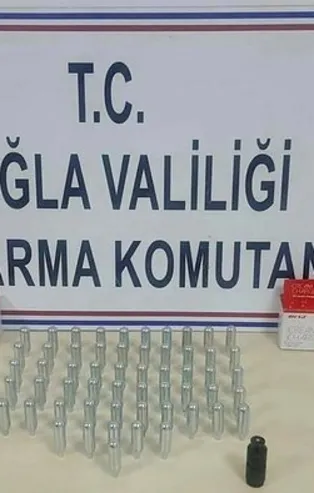 T.C.
ĞLA VALİLİĞİ
ARMA KOMUTAN